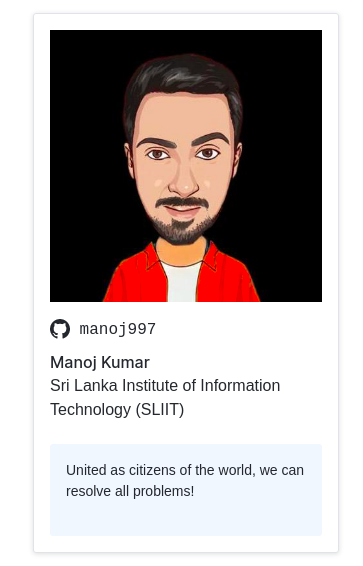 manoj997
Manoj Kumar
Sri Lanka Institute of Information
Technology (SLIIT)
United as citizens of the world, we can
resolve all problems!